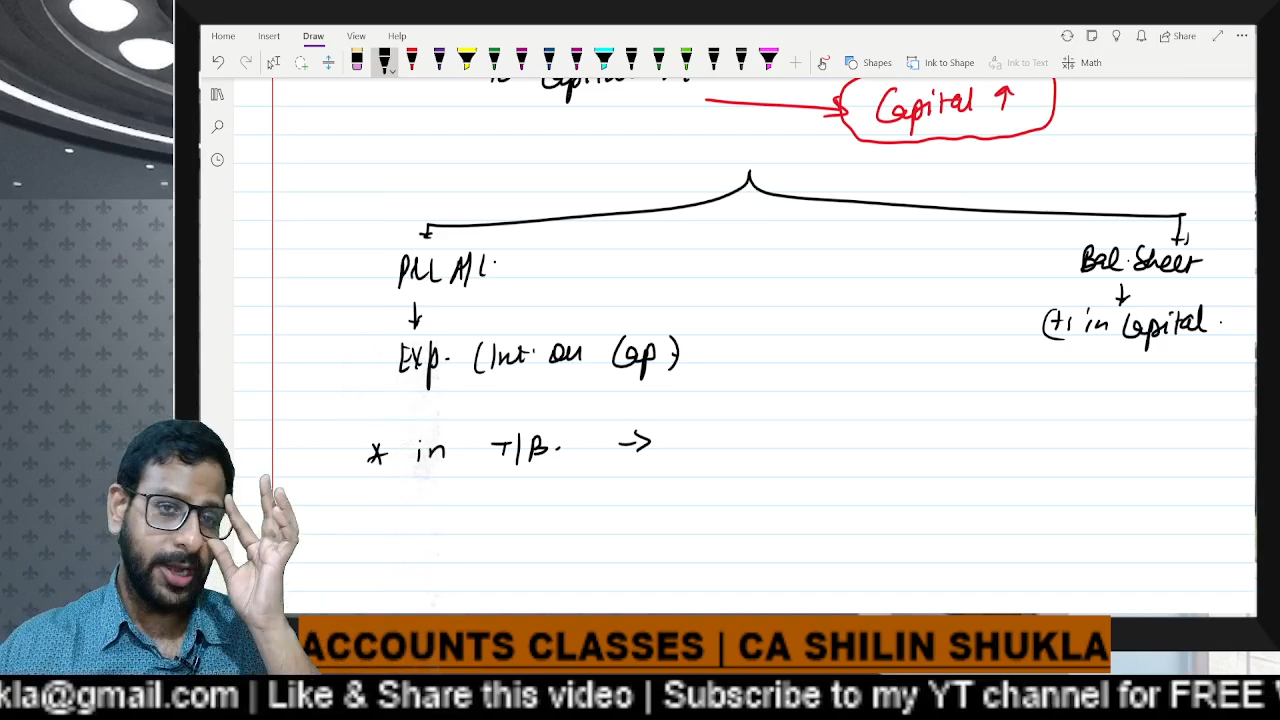 Home Insert Draw View Help Share
Shapes Ink to Shape Ink to Text Math
to Capital A/c
Capital ↑
P&L A/c. Bal. Sheet
↓ ↓
Exp. (Int. on Cap) (+) in Capital.
* in T/B. →
ACCOUNTS CLASSES | CA SHILIN SHUKLA
kla@gmail.com | Like & Share this video | Subscribe to my YT channel for FREE